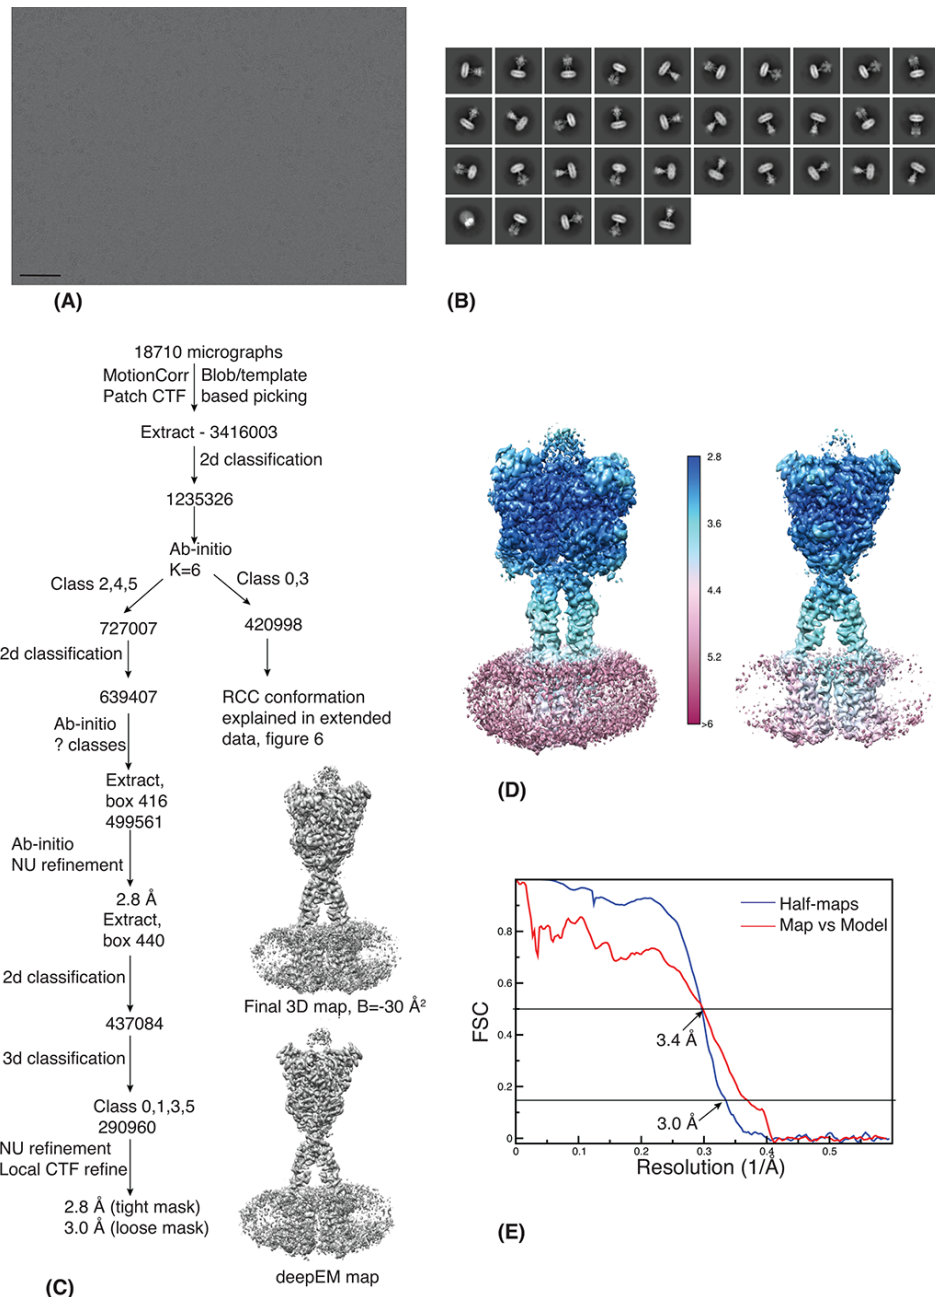 (A)
(B)
18710 micrographs
MotionCorr
Patch CTF
Blob/template
based picking
Extract - 3416003
2d classification
1235326
Ab-initio
K=6
Class 2,4,5
Class 0,3
727007
420998
2d classification
639407
RCC conformation
explained in extended
data, figure 6
Ab-initio
? classes
Extract,
box 416
499561
Ab-initio
NU refinement
2.8 Å
Extract,
box 440
2d classification
437084
3d classification
Class 0,1,3,5
290960
NU refinement
Local CTF refine
2.8 Å (tight mask)
3.0 Å (loose mask)
Final 3D map, B=-30 Å²
deepEM map
(C)
2.8
3.6
4.4
5.2
>6
(D)
Half-maps
Map vs Model
FSC
0.8
0.6
0.4
0.2
0
3.4 Å
3.0 Å
0
0.1
0.2
0.3
0.4
0.5
Resolution (1/Å)
(E)